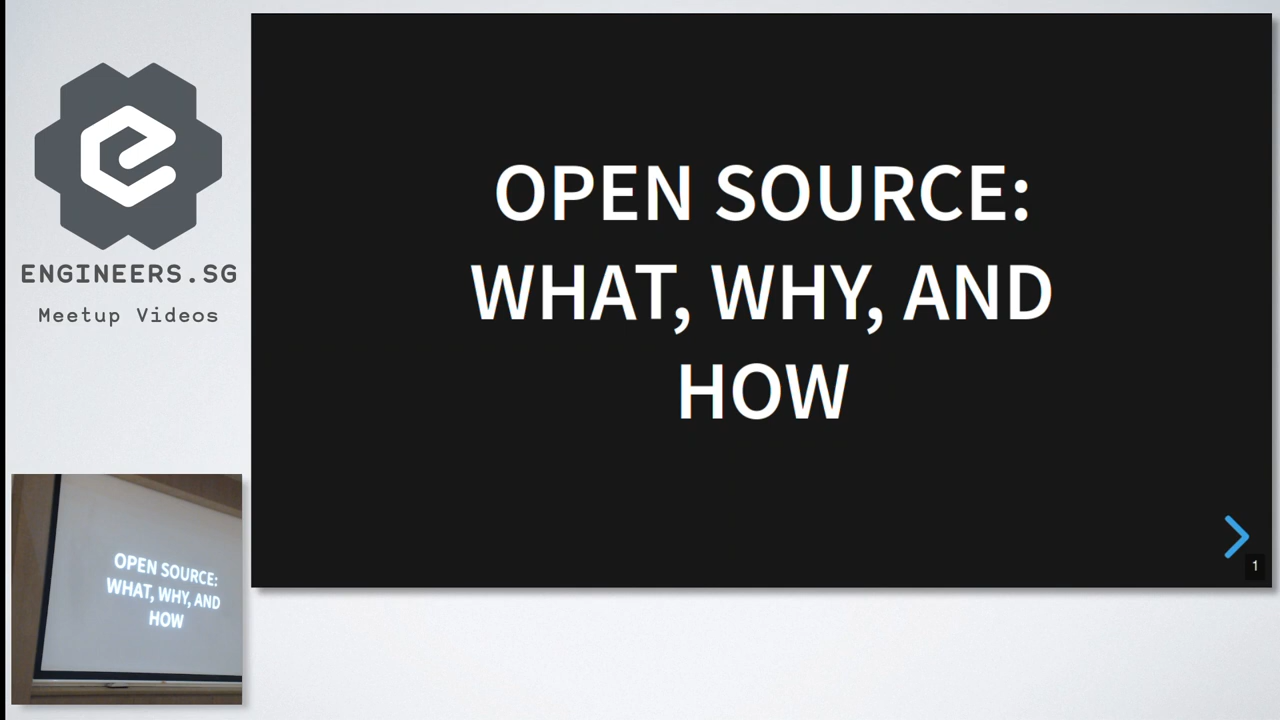 ENGINEERS.SG
Meetup Videos
OPEN SOURCE:
WHAT, WHY, AND
HOW
1
OPEN SOURCE:
WHAT, WHY, AND
HOW